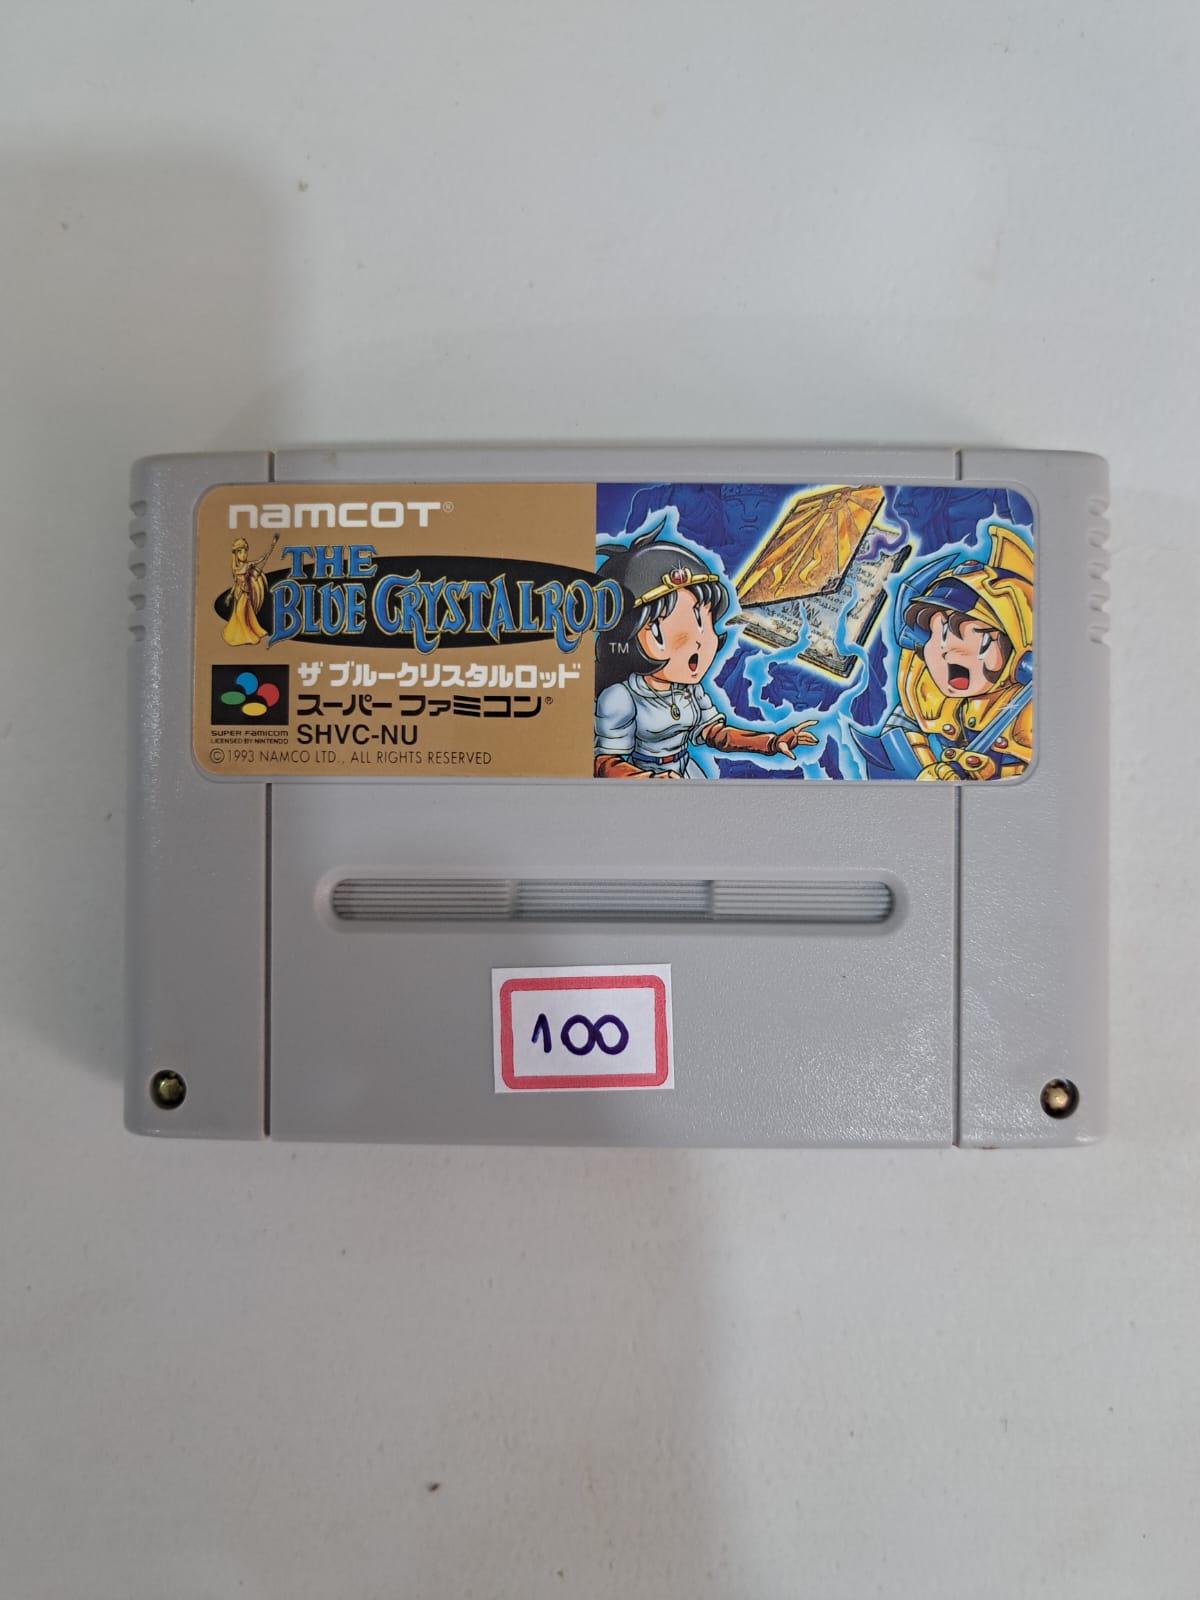 namcoT®
THE
BLUE CRYSTALROD
TM
ザ ブルークリスタルロッド
スーパー ファミコン®
SUPER FAMICOM
LICENSED BY NINTENDO
SHVC-NU
©1993 NAMCO LTD., ALL RIGHTS RESERVED
100